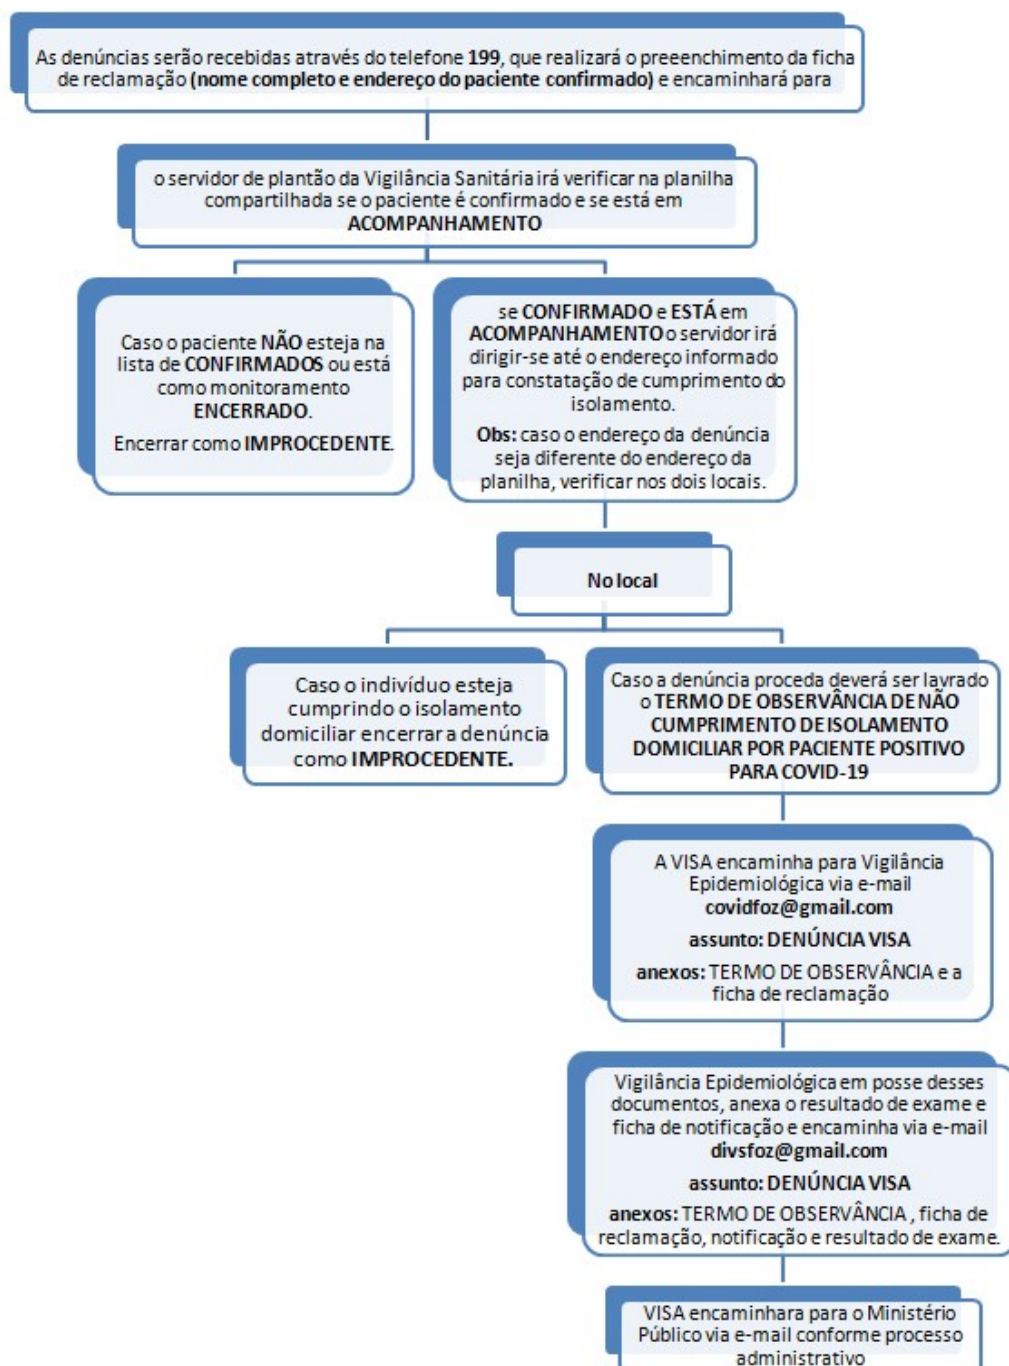 As denúncias serão recebidas através do telefone 199, que realizará o preeenchimento da ficha
de reclamação (nome completo e endereço do paciente confirmado) e encaminhará para
o servidor de plantão da Vigilância Sanitária irá verificar na planilha
compartilhada se o paciente é confirmado e se está em
ACOMPANHAMENTO
Caso o paciente NÃO esteja na
lista de CONFIRMADOS ou está
como monitoramento
ENCERRADO.
Encerrar como IMPROCEDENTE.
se CONFIRMADO e ESTÁ em
ACOMPANHAMENTO o servidor irá
dirigir-se até o endereço informado
para constatação de cumprimento do
isolamento.
Obs: caso o endereço da denúncia
seja diferente do endereço da
planilha, verificar nos dois locais.
No local
Caso o indivíduo esteja
cumprindo o isolamento
domiciliar encerrar a denúncia
como IMPROCEDENTE.
Caso a denúncia proceda deverá ser lavrado
o TERMO DE OBSERVÂNCIA DE NÃO
CUMPRIMENTO DE ISOLAMENTO
DOMICILIAR POR PACIENTE POSITIVO
PARA COVID-19
A VISA encaminha para Vigilância
Epidemiológica via e-mail
covidfoz@gmail.com
assunto: DENÚNCIA VISA
anexos: TERMO DE OBSERVÂNCIA e a
ficha de reclamação
Vigilância Epidemiológica em posse desses
documentos, anexa o resultado de exame e
ficha de notificação e encaminha via e-mail
divsfoz@gmail.com
assunto: DENÚNCIA VISA
anexos: TERMO DE OBSERVÂNCIA , ficha de
reclamação, notificação e resultado de exame.
VISA encaminhara para o Ministério
Público via e-mail conforme processo
administrativo